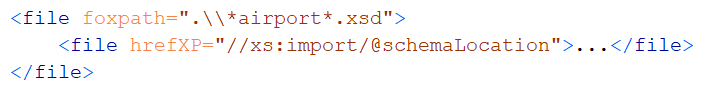 <file foxpath=".\\*airport*.xsd">
    <file hrefXP="//xs:import/@schemaLocation">...</file>
</file>